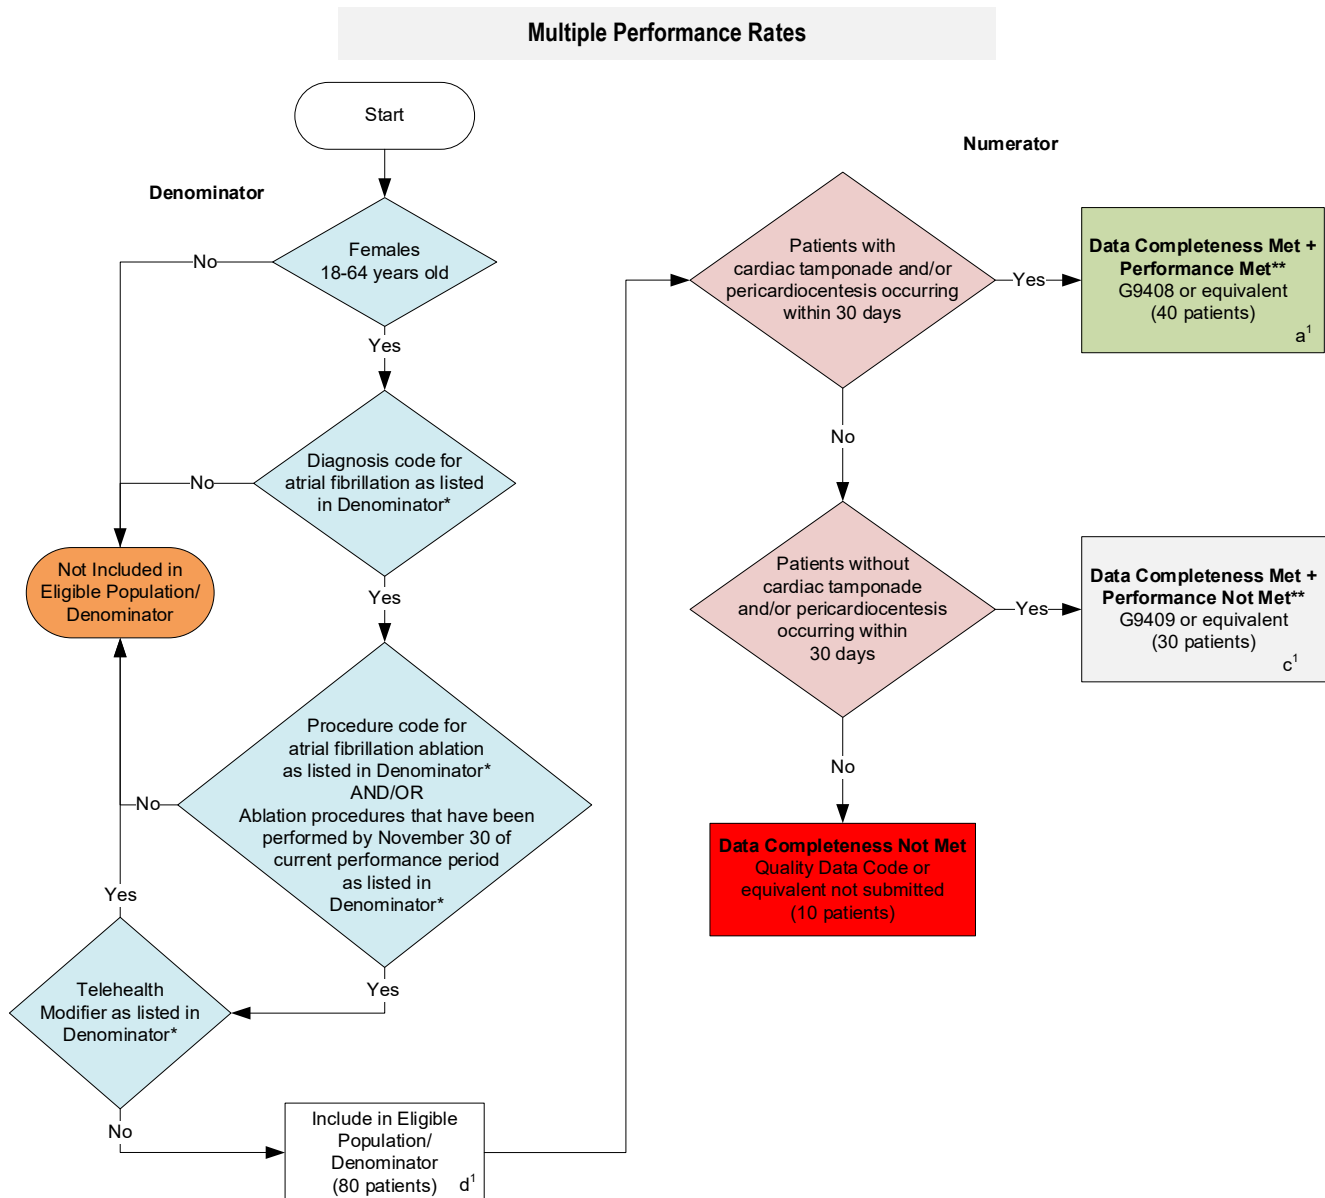 Multiple Performance Rates
Start
Denominator
Females
18-64 years old
No
Yes
Diagnosis code for
atrial fibrillation as listed
in Denominator*
No
Not Included in
Eligible Population/
Denominator
Yes
Procedure code for
atrial fibrillation ablation
as listed in Denominator*
AND/OR
Ablation procedures that have been
performed by November 30 of
current performance period
as listed in
Denominator*
No
Yes
Yes
Telehealth
Modifier as listed in
Denominator*
No
Include in Eligible
Population/
Denominator
(80 patients) d¹
Numerator
Patients with
cardiac tamponade and/or
pericardiocentesis occurring
within 30 days
Yes
Data Completeness Met +
Performance Met**
G9408 or equivalent
(40 patients)
a¹
No
Patients without
cardiac tamponade
and/or pericardiocentesis
occurring within
30 days
Yes
Data Completeness Met +
Performance Not Met**
G9409 or equivalent
(30 patients)
c¹
No
Data Completeness Not Met
Quality Data Code or
equivalent not submitted
(10 patients)